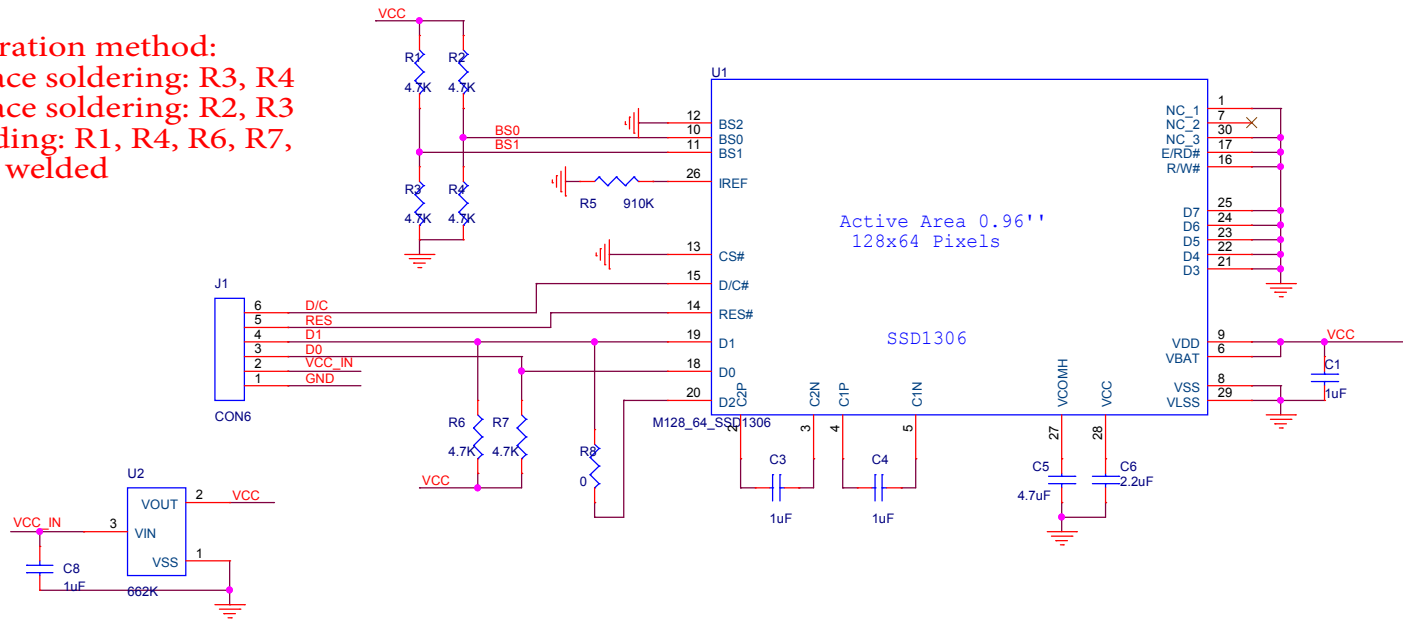 VCC
ration method:
ace soldering: R3, R4
ace soldering: R2, R3
ding: R1, R4, R6, R7,
welded
R1
4.7K
R2
4.7K
BS0
BS1
R3
4.7K
R4
4.7K
U1
12 BS2
10 BS0
11 BS1
26 IREF
R5 910K
13 CS#
15 D/C#
14 RES#
19 D1
18 D0
20 D2
M128_64_SSD1306
Active Area 0.96''
128x64 Pixels
SSD1306
NC_1 1
NC_2 7
NC_3 30
E/RD# 17
R/W# 16
D7 25
D6 24
D5 23
D4 22
D3 21
VDD 9
VBAT 6
VSS 8
VLSS 29
VCC
C1
1uF
C2P 2
C2N 3
C1P 4
C1N 5
VCOMH 27
VCC 28
C3
1uF
C4
1uF
C5
4.7uF
C6
2.2uF
J1
6 D/C
5 RES
4 D1
3 D0
2 VCC_IN
1 GND
CON6
R6
4.7K
R7
4.7K
R8
0
VCC
U2
VOUT 2 VCC
VCC_IN 3 VIN
VSS 1
C8
1uF
662K